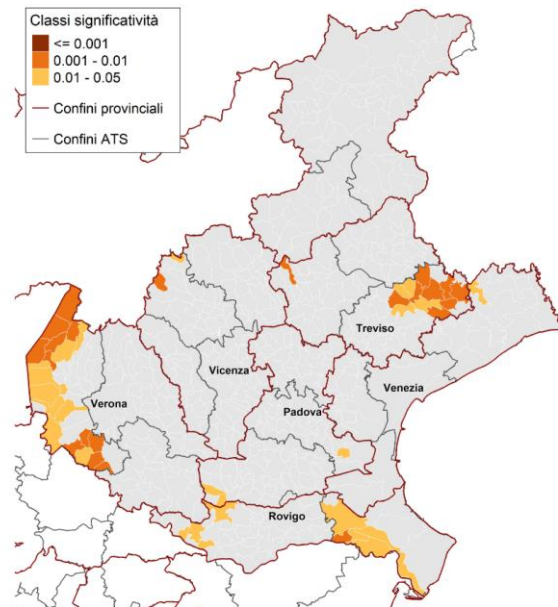 Classi significatività
<= 0.001
0.001 - 0.01
0.01 - 0.05
Confini provinciali
Confini ATS
Treviso
Vicenza
Venezia
Verona
Padova
Rovigo